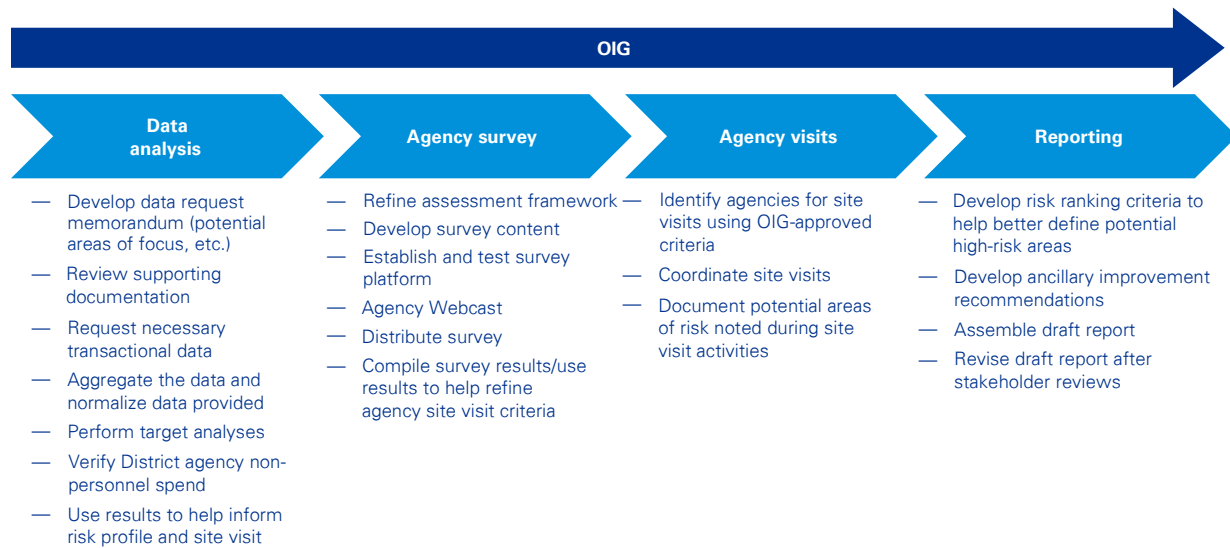 OIG
Data
analysis
— Develop data request
memorandum (potential
areas of focus, etc.)
— Review supporting
documentation
— Request necessary
transactional data
— Aggregate the data and
normalize data provided
— Perform target analyses
— Verify District agency non-
personnel spend
— Use results to help inform
risk profile and site visit
Agency survey
— Refine assessment framework
— Develop survey content
— Establish and test survey
platform
— Agency Webcast
— Distribute survey
— Compile survey results/use
results to help refine
agency site visit criteria
Agency visits
— Identify agencies for site
visits using OIG-approved
criteria
— Coordinate site visits
— Document potential areas
of risk noted during site
visit activities
Reporting
— Develop risk ranking criteria to
help better define potential
high-risk areas
— Develop ancillary improvement
recommendations
— Assemble draft report
— Revise draft report after
stakeholder reviews